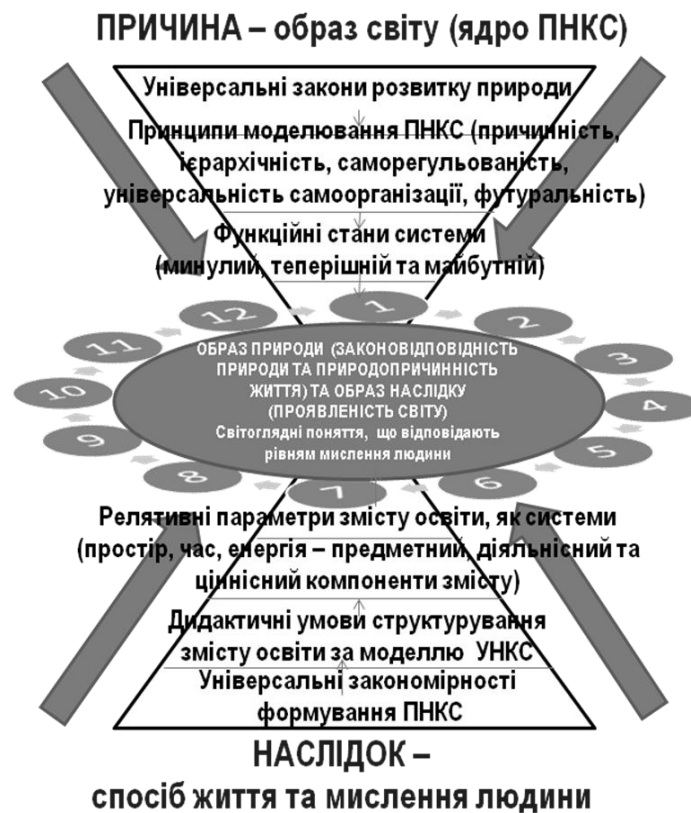 ПРИЧИНА – образ світу (ядро ПНКС)
Універсальні закони розвитку природи
Принципи моделювання ПНКС (причинність,
ієрархічність, саморегульованість,
універсальність самоорганізації, футуральність)
Функційні стани системи
(минулий, теперішній та майбутній)
1
2
3
4
5
6
7
8
9
10
11
12
ОБРАЗ ПРИРОДИ (ЗАКОНОВІДПОВІДНІСТЬ
ПРИРОДИ ТА ПРИРОДОПРИЧИННІСТЬ
ЖИТТЯ) ТА ОБРАЗ НАСЛІДКУ
(ПРОЯВЛЕНІСТЬ СВІТУ)
Світоглядні поняття, що відповідають
рівням мислення людини
Релятивні параметри змісту освіти, як системи
(простір, час, енергія – предметний, діяльнісний та
ціннісний компоненти змісту)
Дидактичні умови структурування
змісту освіти за моделлю УНКС
Універсальні закономірності
формування ПНКС
НАСЛІДОК –
спосіб життя та мислення людини